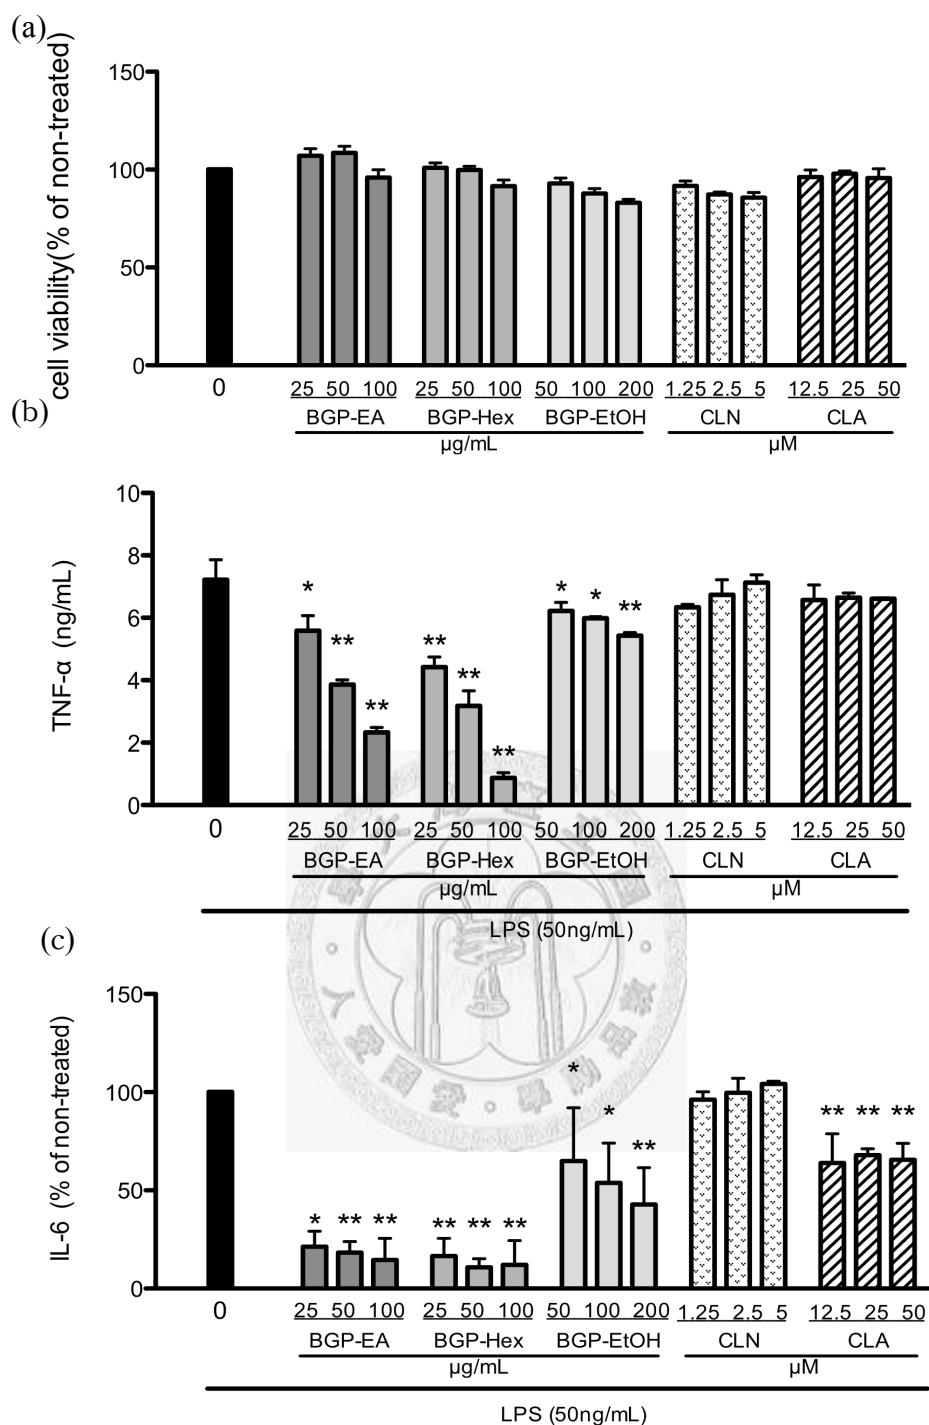 (a)
cell viability(% of non-treated)
150
100
50
0
0
25 50 100 25 50 100 50 100 200 1.25 2.5 5 12.5 25 50
BGP-EA BGP-Hex BGP-EtOH CLN CLA
µg/mL µM
(b)
TNF-α (ng/mL)
10
8
6
4
2
0
* ** ** ** ** ** * * **
0
25 50 100 25 50 100 50 100 200 1.25 2.5 5 12.5 25 50
BGP-EA BGP-Hex BGP-EtOH CLN CLA
µg/mL µM
LPS (50ng/mL)
(c)
IL-6 (% of non-treated)
150
100
50
0
* ** ** ** ** ** * * ** ** ** **
0
25 50 100 25 50 100 50 100 200 1.25 2.5 5 12.5 25 50
BGP-EA BGP-Hex BGP-EtOH CLN CLA
µg/mL µM
LPS (50ng/mL)